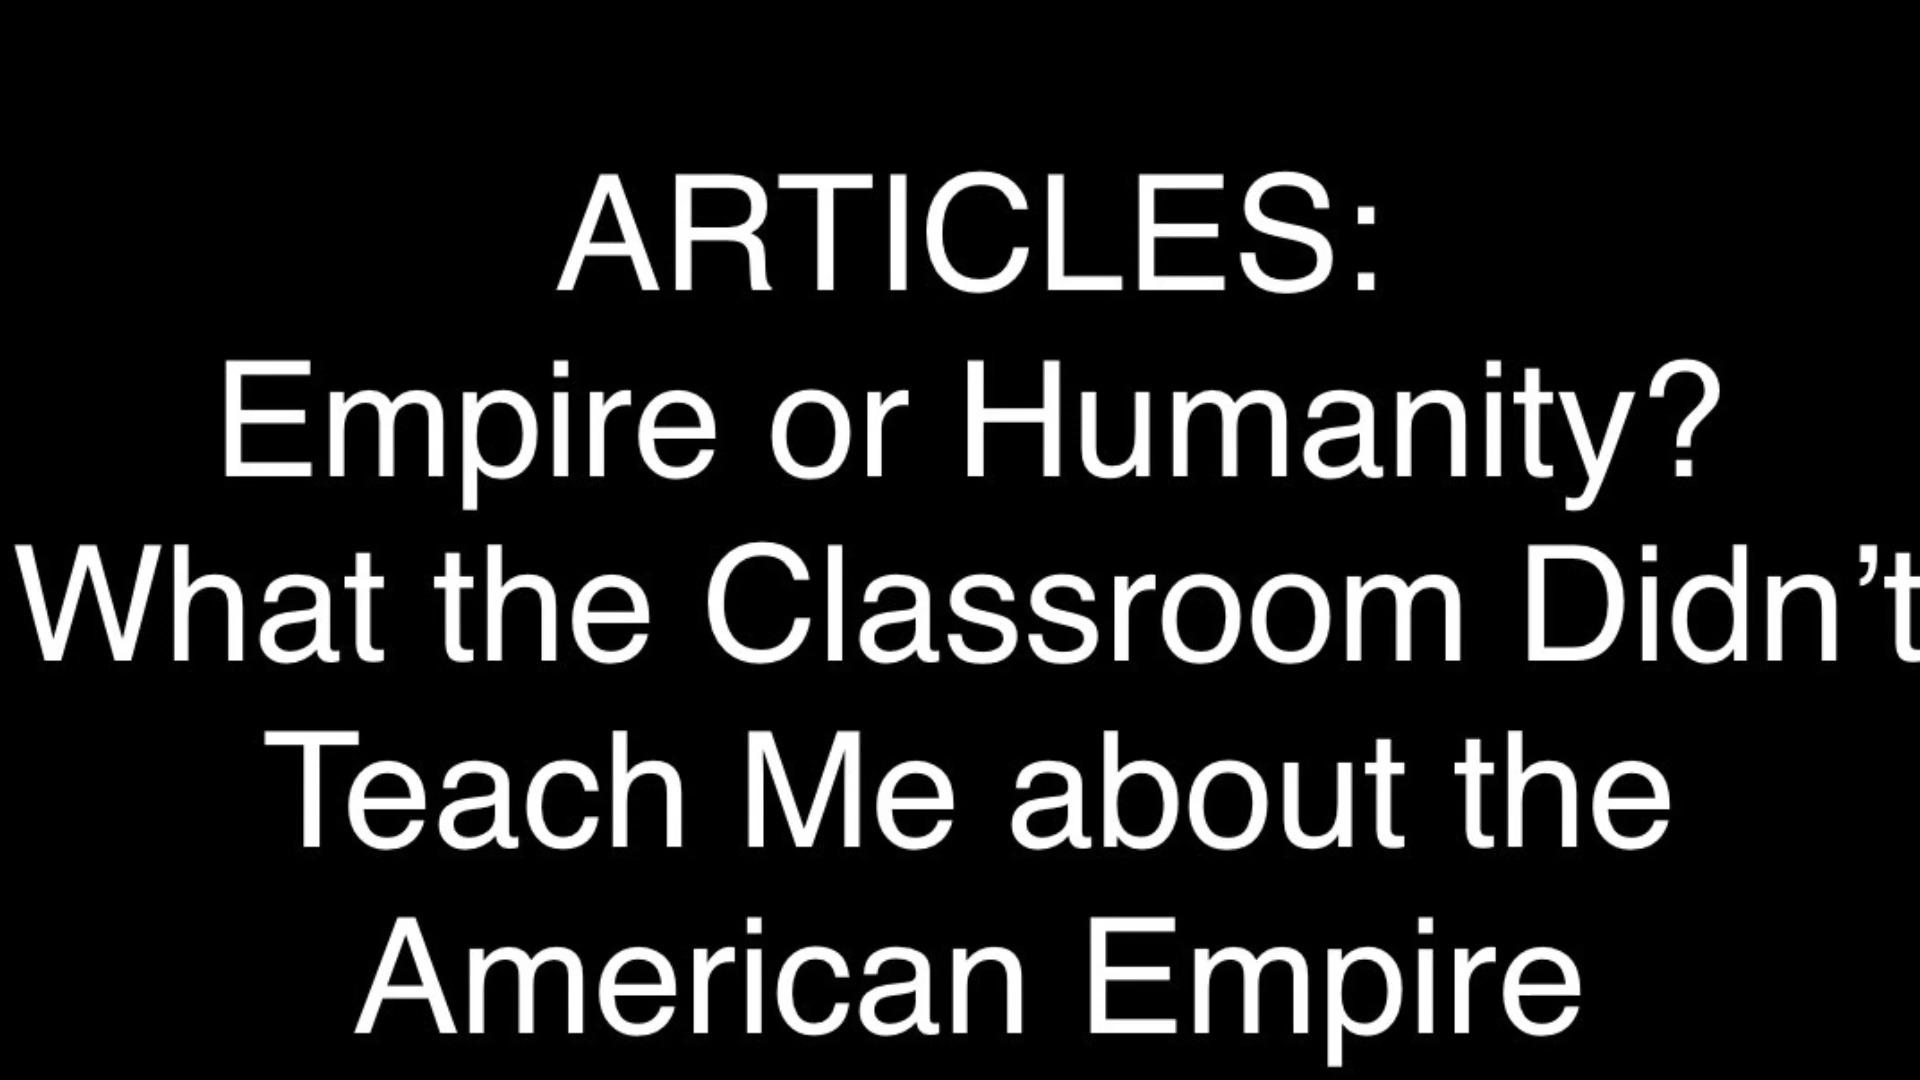 ARTICLES:
Empire or Humanity?
What the Classroom Didn’t
Teach Me about the
American Empire